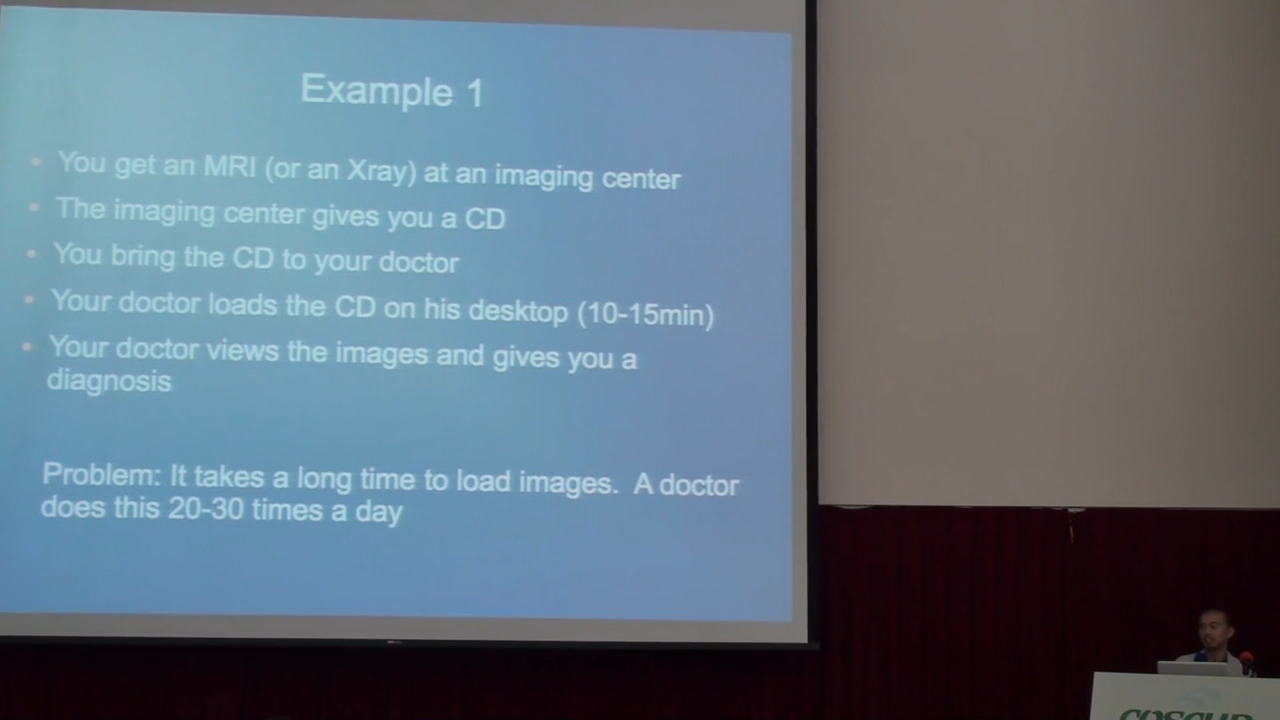 Example 1
You get an MRI (or an Xray) at an imaging center
The imaging center gives you a CD
You bring the CD to your doctor
Your doctor loads the CD on his desktop (10-15min)
Your doctor views the images and gives you a
diagnosis
Problem: It takes a long time to load images. A doctor
does this 20-30 times a day